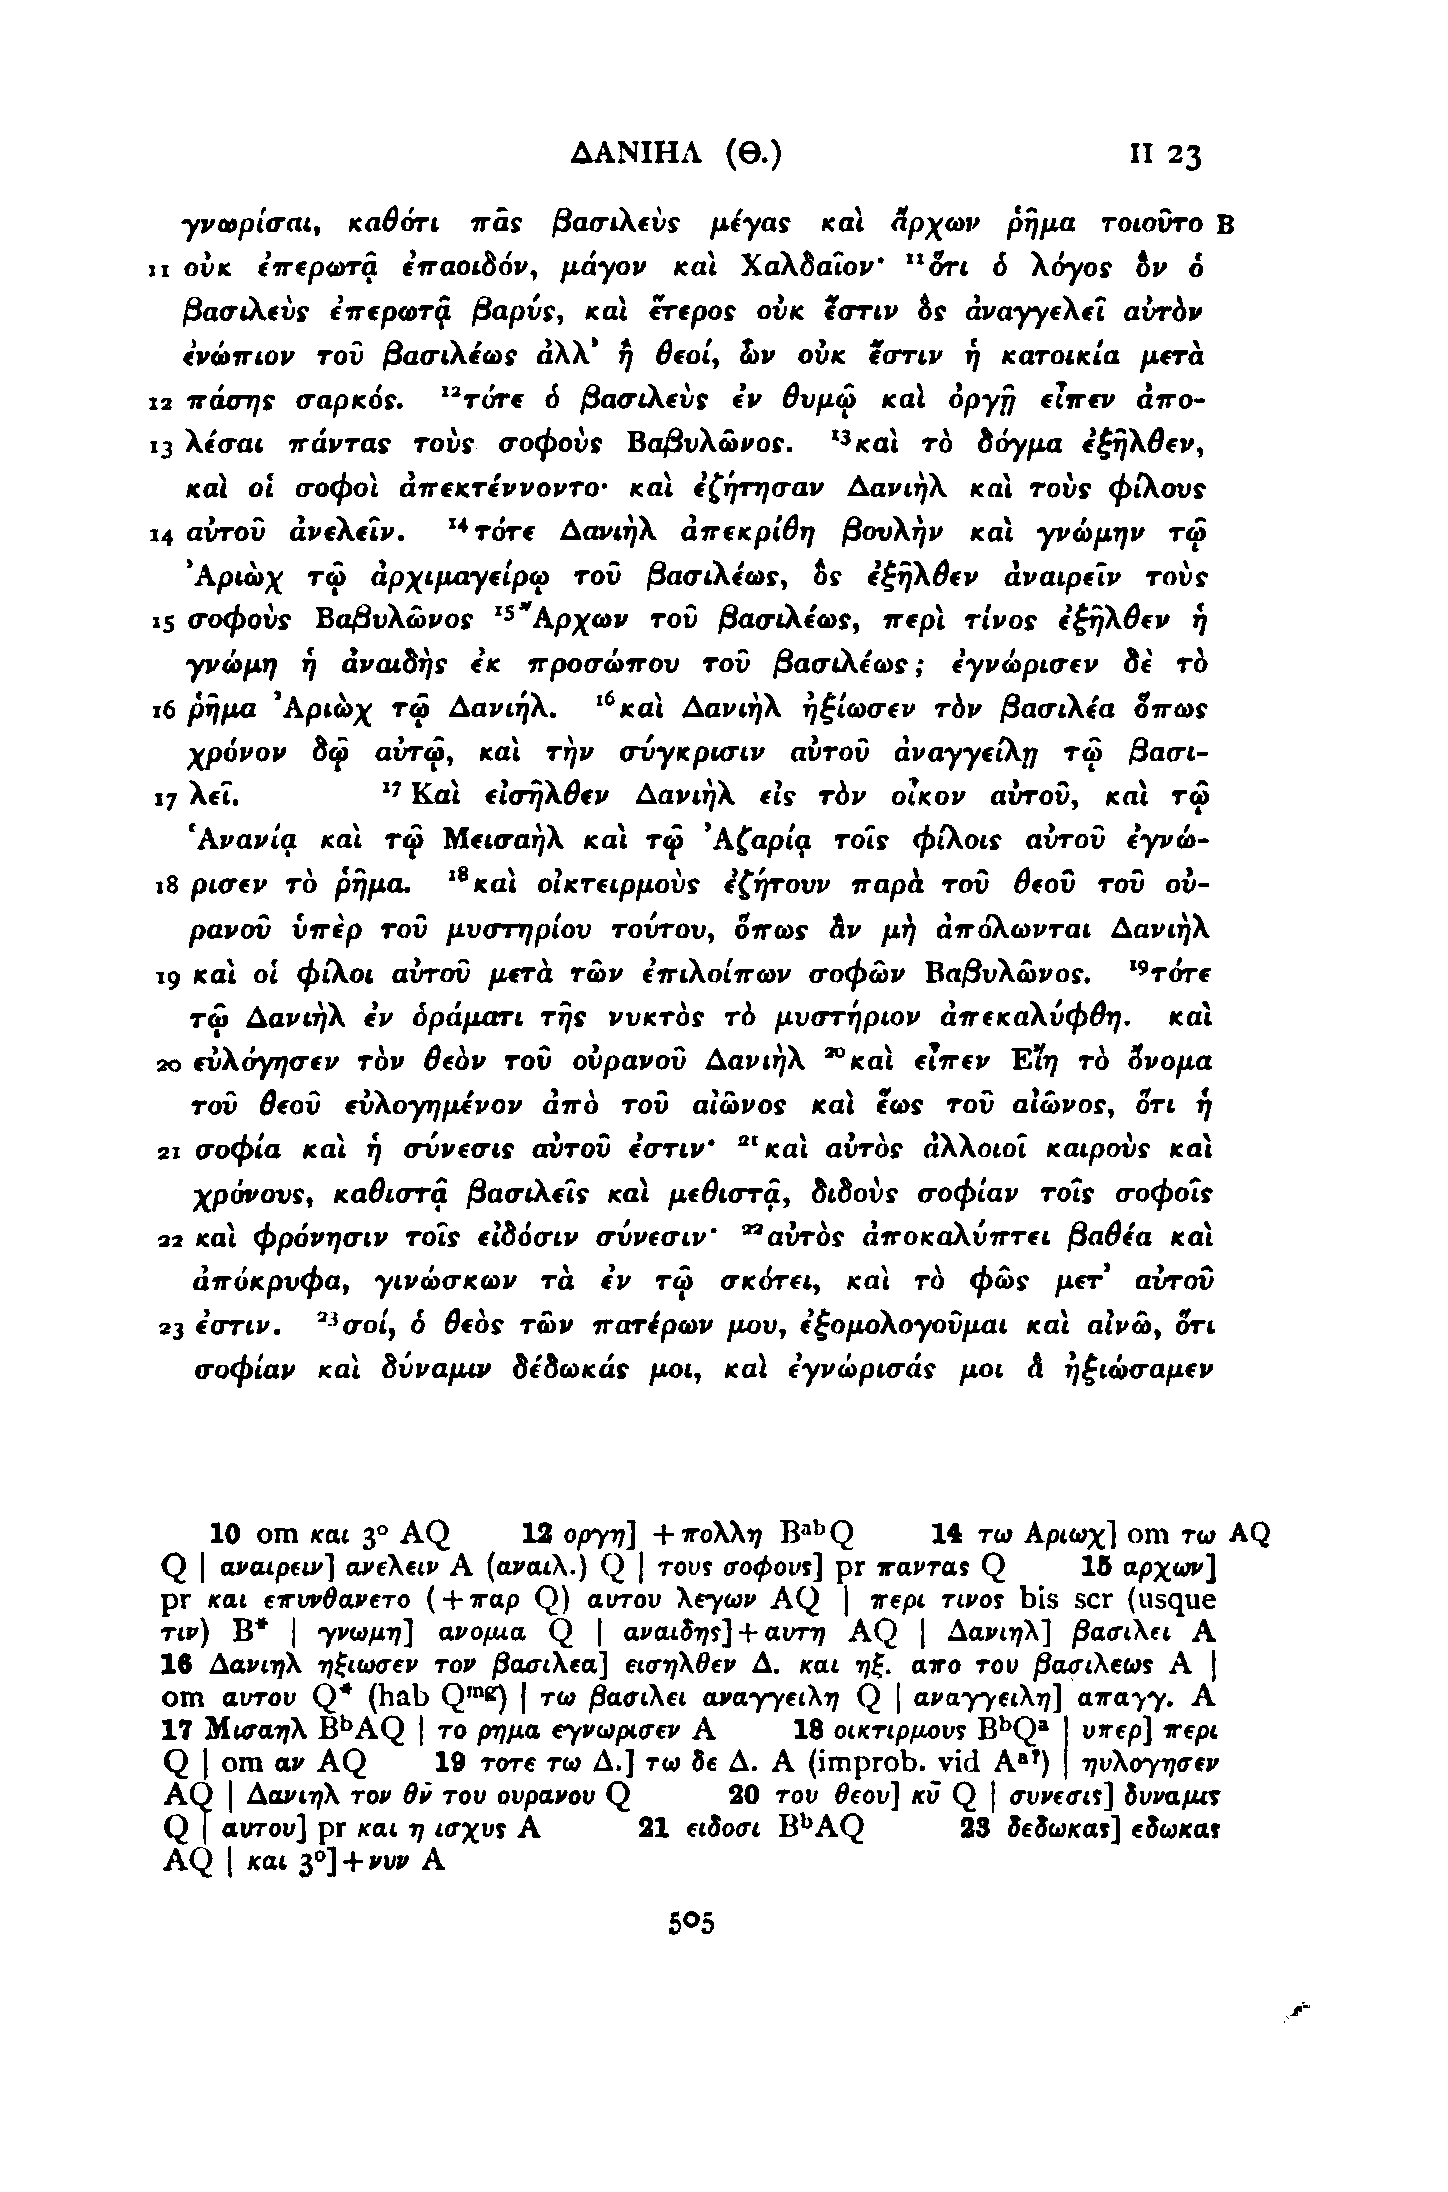 ΔΑΝΙΗΛ (Θ.) II 23
γνωρίσαι, καθότι πᾶς βασιλεὺς μέγας καὶ ἄρχων ῥῆμα τοιοῦτο B
11 οὐκ ἐπερωτᾷ ἐπαοιδόν, μάγον καὶ Χαλδαῖον· ¹¹ὅτι ὁ λόγος ὃν ὁ
βασιλεὺς ἐπερωτᾷ βαρύς, καὶ ἕτερος οὐκ ἔστιν ὃς ἀναγγελεῖ αὐτὸν
ἐνώπιον τοῦ βασιλέως ἀλλ’ ἢ θεοί, ὧν οὐκ ἔστιν ἡ κατοικία μετὰ
12 πάσης σαρκός. ¹²τότε ὁ βασιλεὺς ἐν θυμῷ καὶ ὀργῇ εἶπεν ἀπο-
13 λέσαι πάντας τοὺς σοφοὺς Βαβυλῶνος. ¹³καὶ τὸ δόγμα ἐξῆλθεν,
καὶ οἱ σοφοὶ ἀπεκτέννοντο· καὶ ἐζήτησαν Δανιὴλ καὶ τοὺς φίλους
14 αὐτοῦ ἀνελεῖν. ¹⁴τότε Δανιὴλ ἀπεκρίθη βουλὴν καὶ γνώμην τῷ
Ἀριὼχ τῷ ἀρχιμαγείρῳ τοῦ βασιλέως, ὃς ἐξῆλθεν ἀναιρεῖν τοὺς
15 σοφοὺς Βαβυλῶνος ¹⁵Ἄρχων τοῦ βασιλέως, περὶ τίνος ἐξῆλθεν ἡ
γνώμη ἡ ἀναιδὴς ἐκ προσώπου τοῦ βασιλέως; ἐγνώρισεν δὲ τὸ
16 ῥῆμα Ἀριὼχ τῷ Δανιήλ. ¹⁶καὶ Δανιὴλ ἠξίωσεν τὸν βασιλέα ὅπως
χρόνον δῷ αὐτῷ, καὶ τὴν σύγκρισιν αὐτοῦ ἀναγγείλῃ τῷ βασι-
17 λεῖ. ¹⁷Καὶ εἰσῆλθεν Δανιὴλ εἰς τὸν οἶκον αὐτοῦ, καὶ τῷ
Ἁνανίᾳ καὶ τῷ Μεισαὴλ καὶ τῷ Ἀζαρίᾳ τοῖς φίλοις αὐτοῦ ἐγνώ-
18 ρισεν τὸ ῥῆμα. ¹⁸καὶ οἰκτειρμοὺς ἐζήτουν παρὰ τοῦ θεοῦ τοῦ οὐ-
ρανοῦ ὑπὲρ τοῦ μυστηρίου τούτου, ὅπως ἂν μὴ ἀπόλωνται Δανιὴλ
19 καὶ οἱ φίλοι αὐτοῦ μετὰ τῶν ἐπιλοίπων σοφῶν Βαβυλῶνος. ¹⁹τότε
τῷ Δανιὴλ ἐν ὁράματι τῆς νυκτὸς τὸ μυστήριον ἀπεκαλύφθη. καὶ
20 εὐλόγησεν τὸν θεὸν τοῦ οὐρανοῦ Δανιὴλ ²⁰καὶ εἶπεν Εἴη τὸ ὄνομα
τοῦ θεοῦ εὐλογημένον ἀπὸ τοῦ αἰῶνος καὶ ἕως τοῦ αἰῶνος, ὅτι ἡ
21 σοφία καὶ ἡ σύνεσις αὐτοῦ ἐστιν· ²¹καὶ αὐτὸς ἀλλοιοῖ καιροὺς καὶ
χρόνους, καθιστᾷ βασιλεῖς καὶ μεθιστᾷ, διδοὺς σοφίαν τοῖς σοφοῖς
22 καὶ φρόνησιν τοῖς εἰδόσιν σύνεσιν· ²²αὐτὸς ἀποκαλύπτει βαθέα καὶ
ἀπόκρυφα, γινώσκων τὰ ἐν τῷ σκότει, καὶ τὸ φῶς μετ’ αὐτοῦ
23 ἐστιν. ²³σοί, ὁ θεὸς τῶν πατέρων μου, ἐξομολογοῦμαι καὶ αἰνῶ, ὅτι
σοφίαν καὶ δύναμιν δέδωκάς μοι, καὶ ἐγνώρισάς μοι ἃ ἠξιώσαμεν
10 om και 3° AQ 12 οργη] +πολλη BᵃᵇQ 14 τω Αριωχ] om τω AQ
Q | αναιρειν] ανελειν A (αναιλ.) Q | τους σοφους] pr παντας Q 15 αρχων]
pr και επυνθανετο (+παρ Q) αυτου λεγων AQ | περι τινος bis scr (usque
τιν) B* | γνωμη] ανομια Q | αναιδης]+αυτη AQ | Δανιηλ] βασιλει A
16 Δανιηλ ηξιωσεν τον βασιλεα] εισηλθεν Δ. και ηξ. απο του βασιλεως A |
om αυτου Q* (hab Qᵐᵍ) | τω βασιλει αναγγειλη Q | αναγγειλη] απαγγ. A
17 Μισαηλ BᵇAQ | το ρημα εγνωρισεν A 18 οικτιρμους BᵇQᵃ | υπερ] περι
Q | om αν AQ 19 τοτε τω Δ.] τω δε Δ. A (improb. vid Aᵃ?) | ηυλογησεν
AQ | Δανιηλ τον θν̄ του ουρανου Q 20 του θεου] κῡ Q | συνεσις] δυναμις
Q | αυτου] pr και η ισχυς A 21 ειδοσι BᵇAQ 23 δεδωκας] εδωκας
AQ | και 3°]+νυν A
505